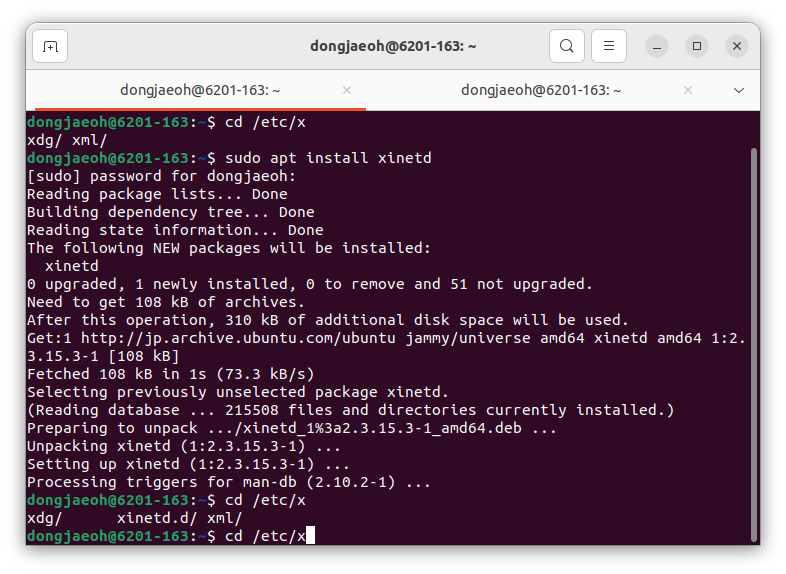 dongjaeoh@6201-163: ~
dongjaeoh@6201-163: ~ dongjaeoh@6201-163: ~
dongjaeoh@6201-163:~$ cd /etc/x
xdg/ xml/
dongjaeoh@6201-163:~$ sudo apt install xinetd
[sudo] password for dongjaeoh:
Reading package lists... Done
Building dependency tree... Done
Reading state information... Done
The following NEW packages will be installed:
  xinetd
0 upgraded, 1 newly installed, 0 to remove and 51 not upgraded.
Need to get 108 kB of archives.
After this operation, 310 kB of additional disk space will be used.
Get:1 http://jp.archive.ubuntu.com/ubuntu jammy/universe amd64 xinetd amd64 1:2.
3.15.3-1 [108 kB]
Fetched 108 kB in 1s (73.3 kB/s)
Selecting previously unselected package xinetd.
(Reading database ... 215508 files and directories currently installed.)
Preparing to unpack .../xinetd_1%3a2.3.15.3-1_amd64.deb ...
Unpacking xinetd (1:2.3.15.3-1) ...
Setting up xinetd (1:2.3.15.3-1) ...
Processing triggers for man-db (2.10.2-1) ...
dongjaeoh@6201-163:~$ cd /etc/x
xdg/      xinetd.d/ xml/
dongjaeoh@6201-163:~$ cd /etc/x